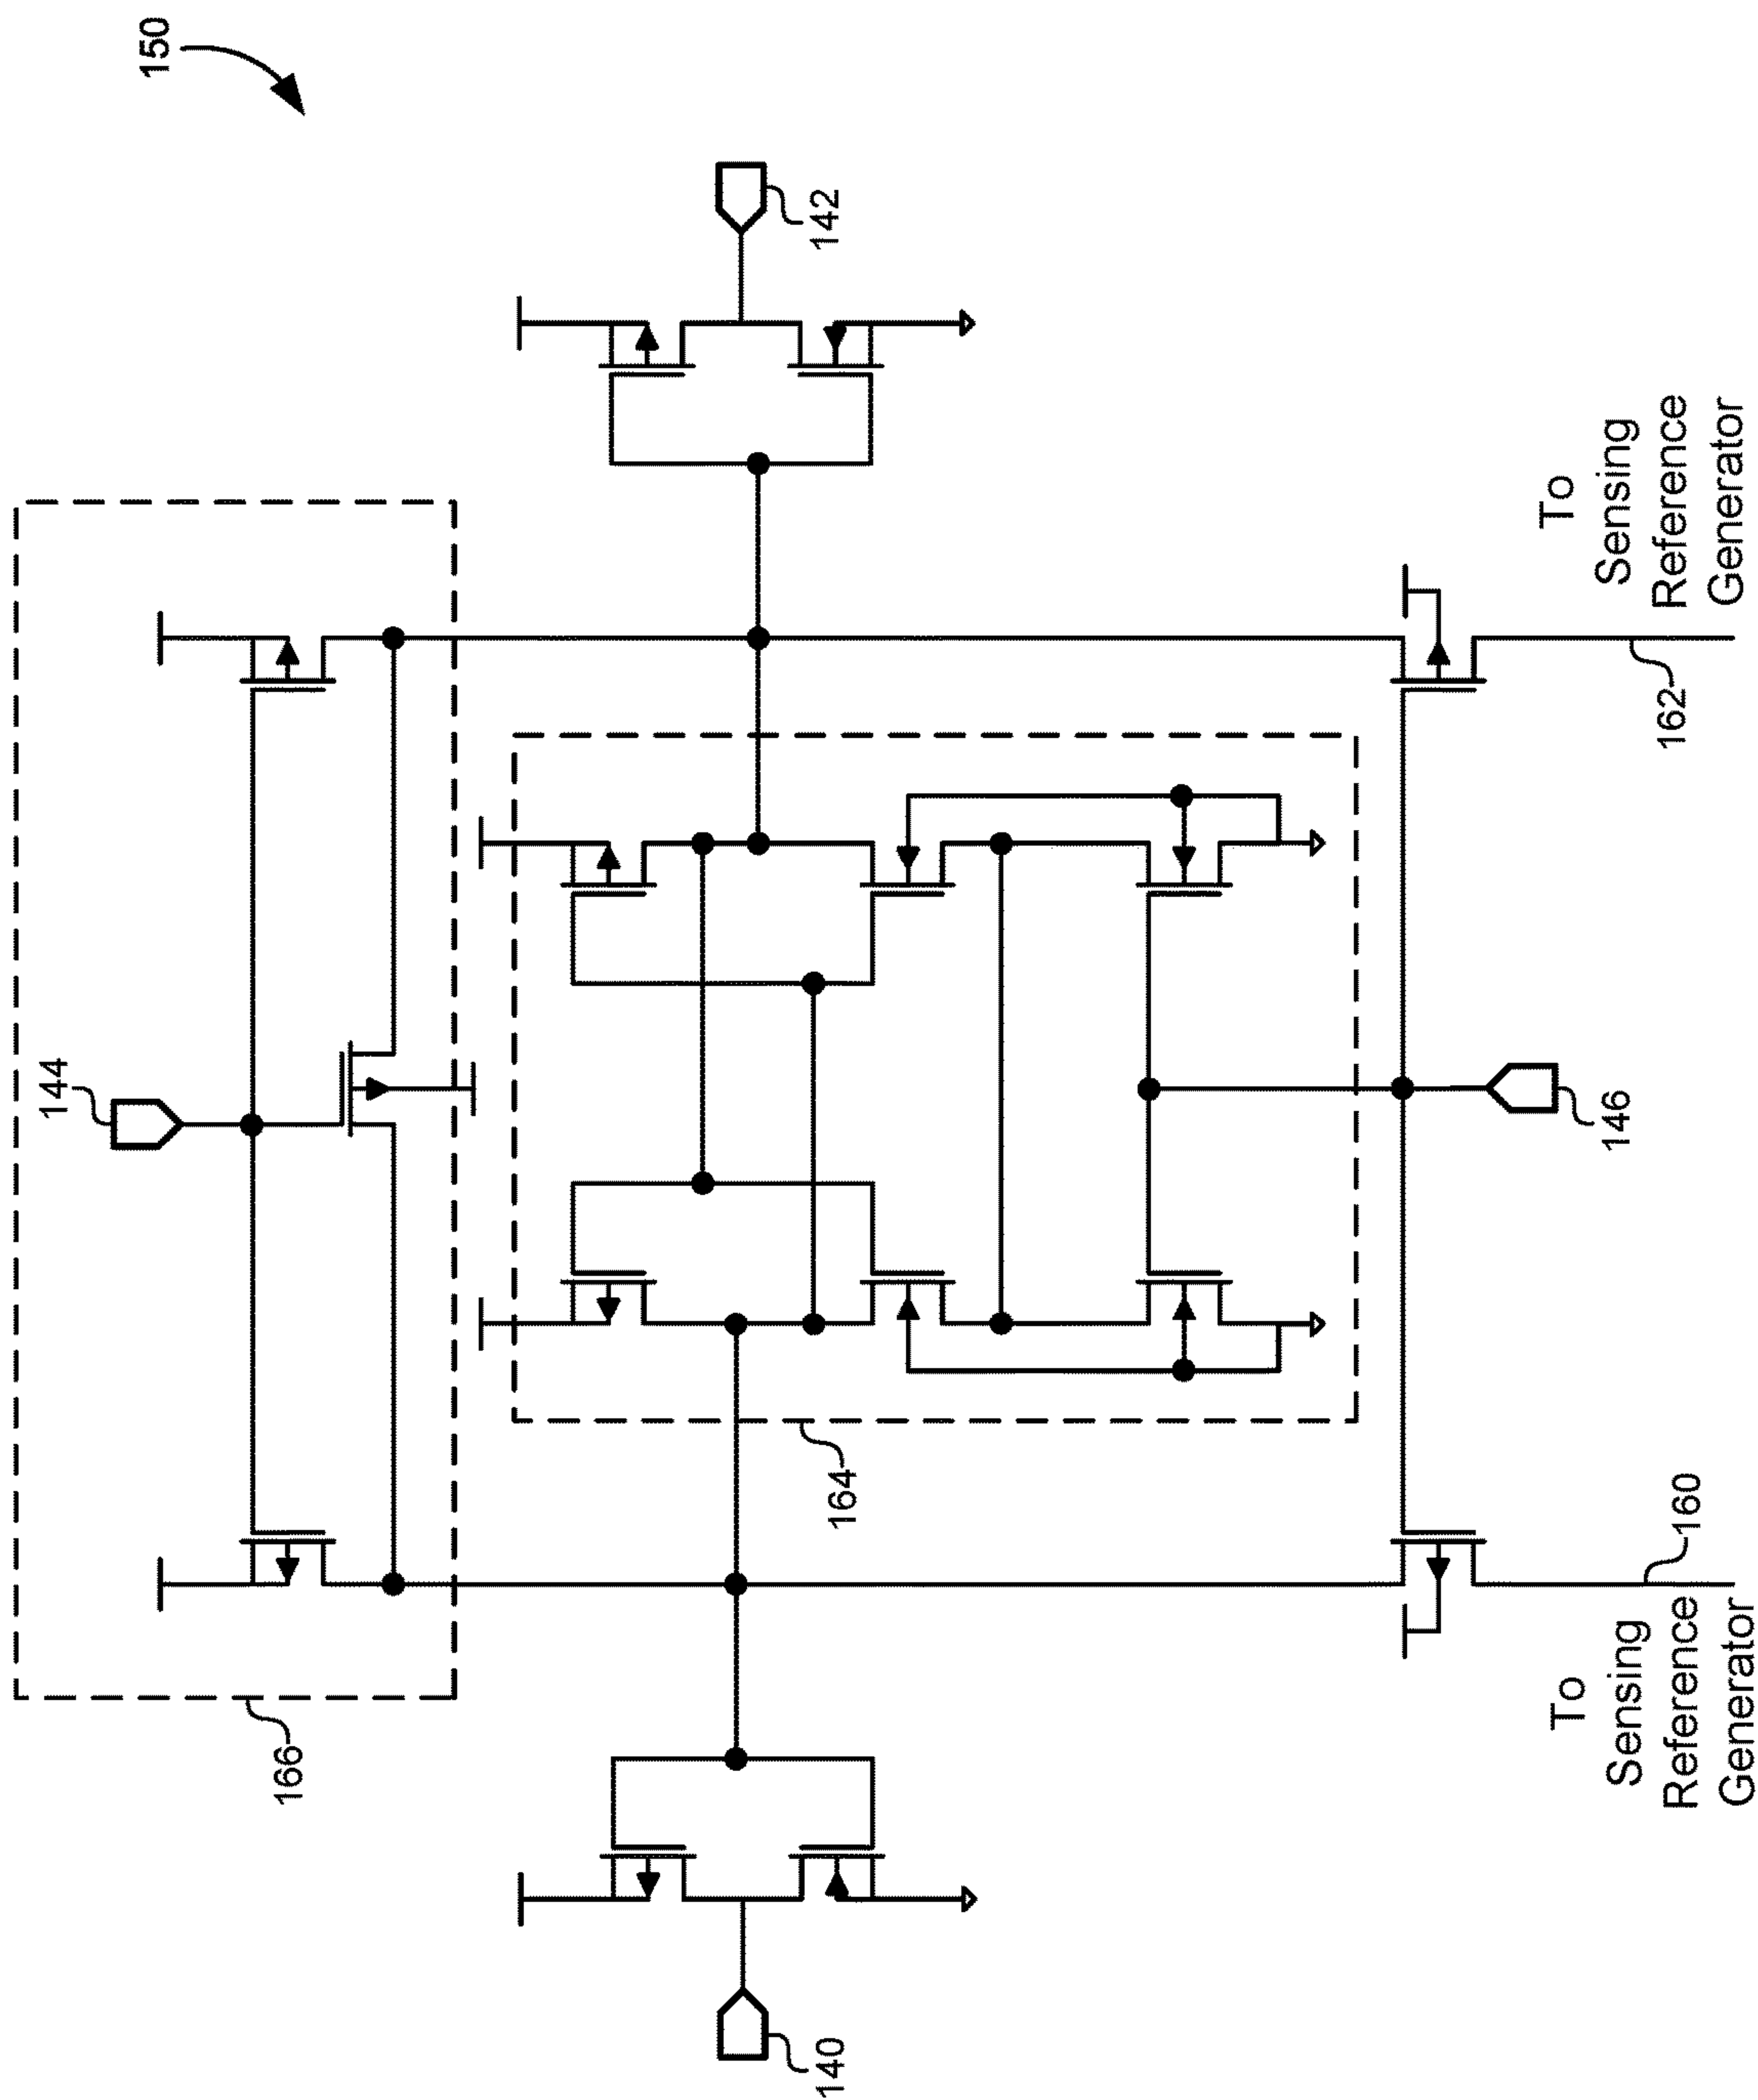 150
144
166
142
164
146
140
162
160
To
Sensing
Reference
Generator
To
Sensing
Reference
Generator